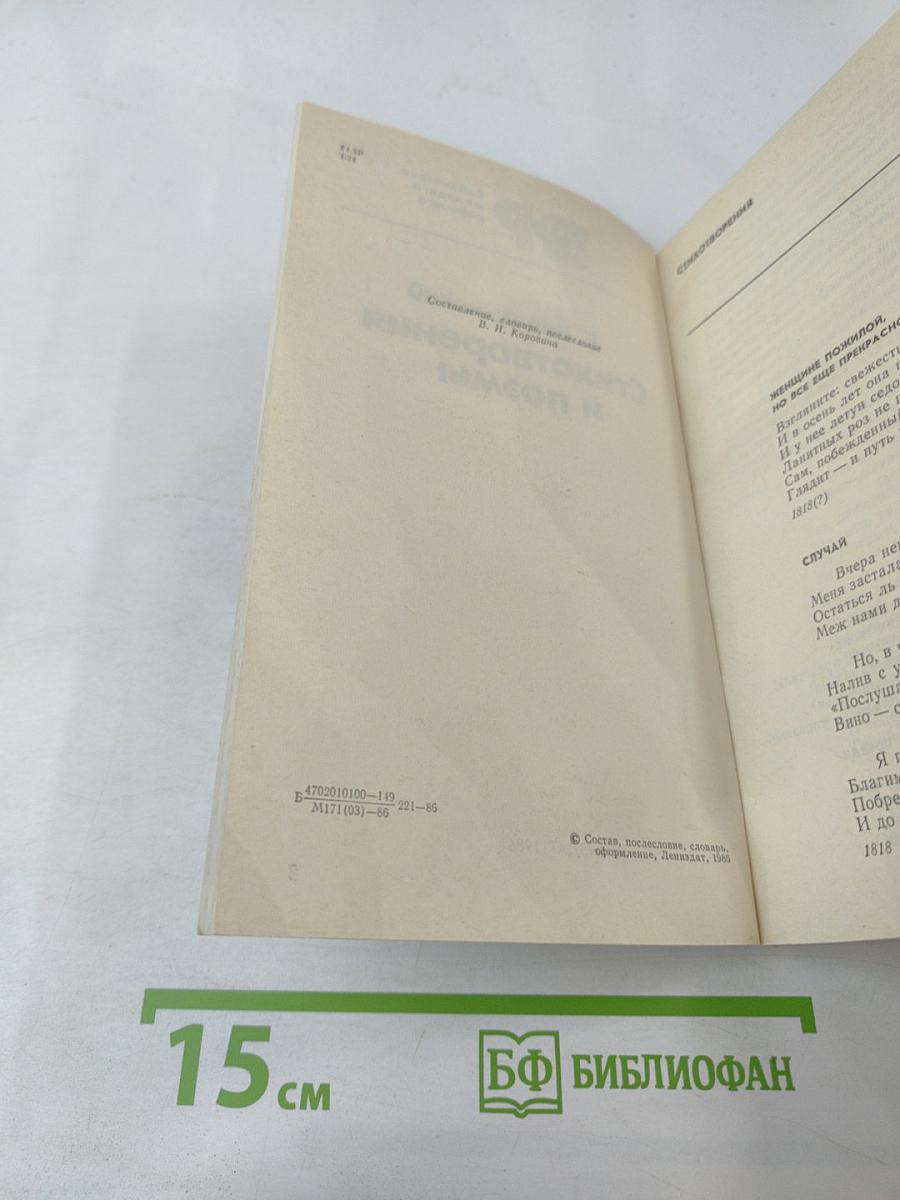 Составление, словарь, послесловие
В. И. Коровина
Б 4702010100—149 221—86
М171(03)—86
© Состав, послесловие, словарь,
оформление, Лениздат, 1986
СТИХОТВОРЕНИЯ
ЖЕНЩИНЕ ПОЖИЛОЙ,
НО ВСЕ ЕЩЕ ПРЕКРАСНО
Взгляните: свежесть
И в осень лет она
И у нее летун седо
Ланитных роз не
Сам, побежденный
Глядит — и путь
1818(?)
СЛУЧАЙ
Вчера не
Меня застала
Остаться ль
Меж нами д
Но, в
Налив с у
«Послуша
Вино — с
Я
Благим
Побре
И до
1818
15 см
БФ БИБЛИОФАН